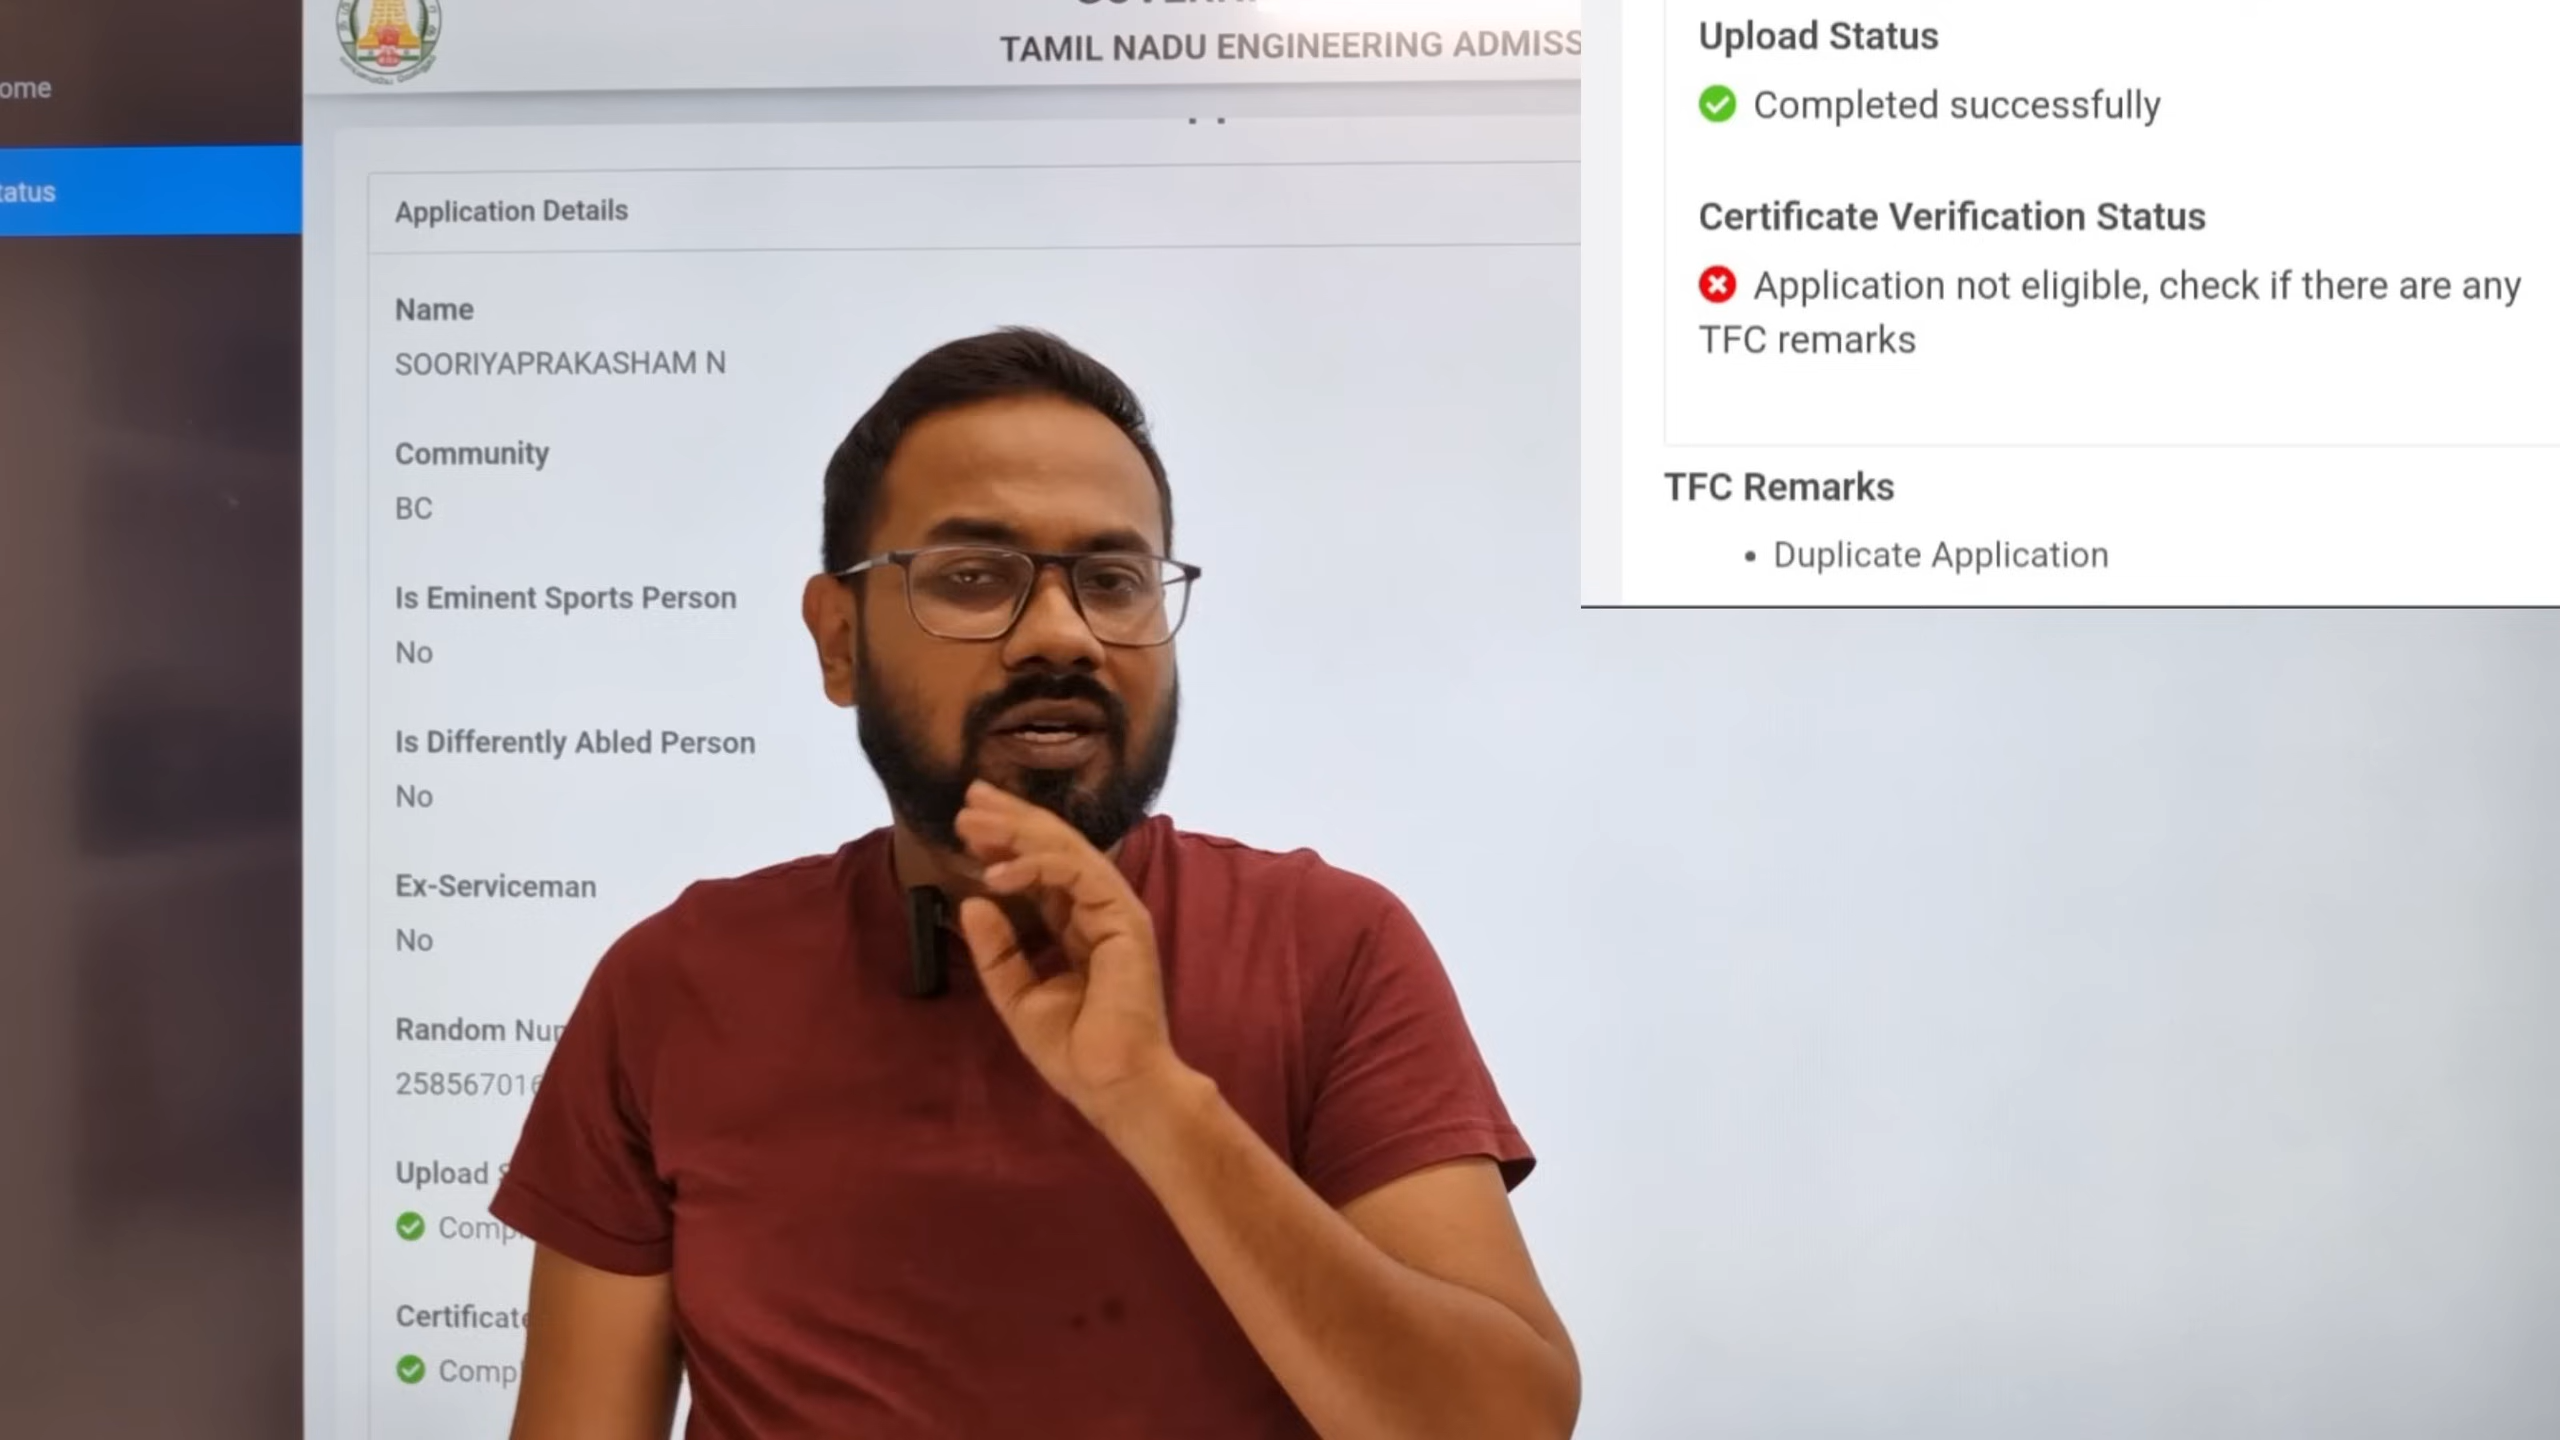 ome
tatus
TAMIL NADU ENGINEERING ADMISS
Application Details
Name
SOORIYAPRAKASHAM N
Community
BC
Is Eminent Sports Person
No
Is Differently Abled Person
No
Ex-Serviceman
No
Random Nu
25856701
Upload
Comp
Certificate
Comp
Upload Status
Completed successfully
Certificate Verification Status
Application not eligible, check if there are any
TFC remarks
TFC Remarks
• Duplicate Application